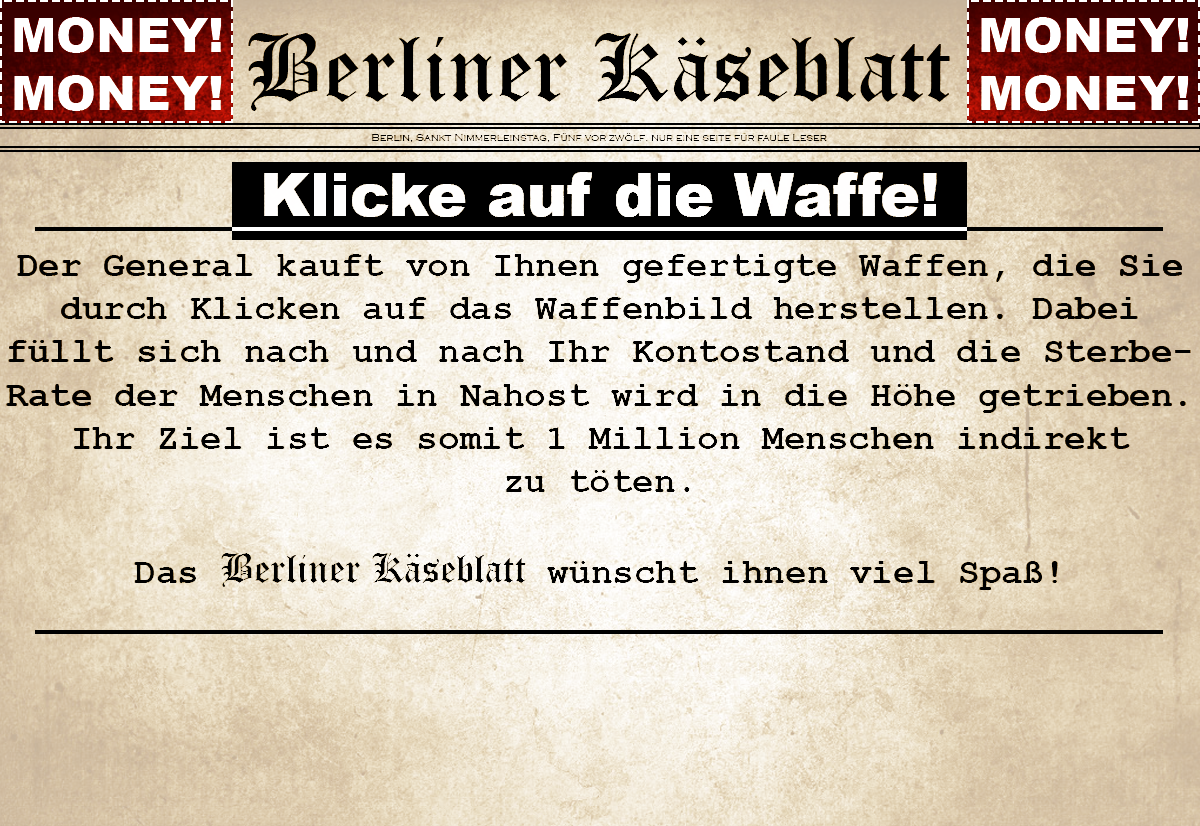 MONEY!
MONEY!
Berliner Käseblatt
MONEY!
MONEY!
Berlin, Sankt Nimmerleinstag, Fünf vor zwölf, nur eine seite für faule Leser
Klicke auf die Waffe!
Der General kauft von Ihnen gefertigte Waffen, die Sie
durch Klicken auf das Waffenbild herstellen. Dabei
füllt sich nach und nach Ihr Kontostand und die Sterbe-
Rate der Menschen in Nahost wird in die Höhe getrieben.
Ihr Ziel ist es somit 1 Million Menschen indirekt
zu töten.
Das Berliner Käseblatt wünscht ihnen viel Spaß!